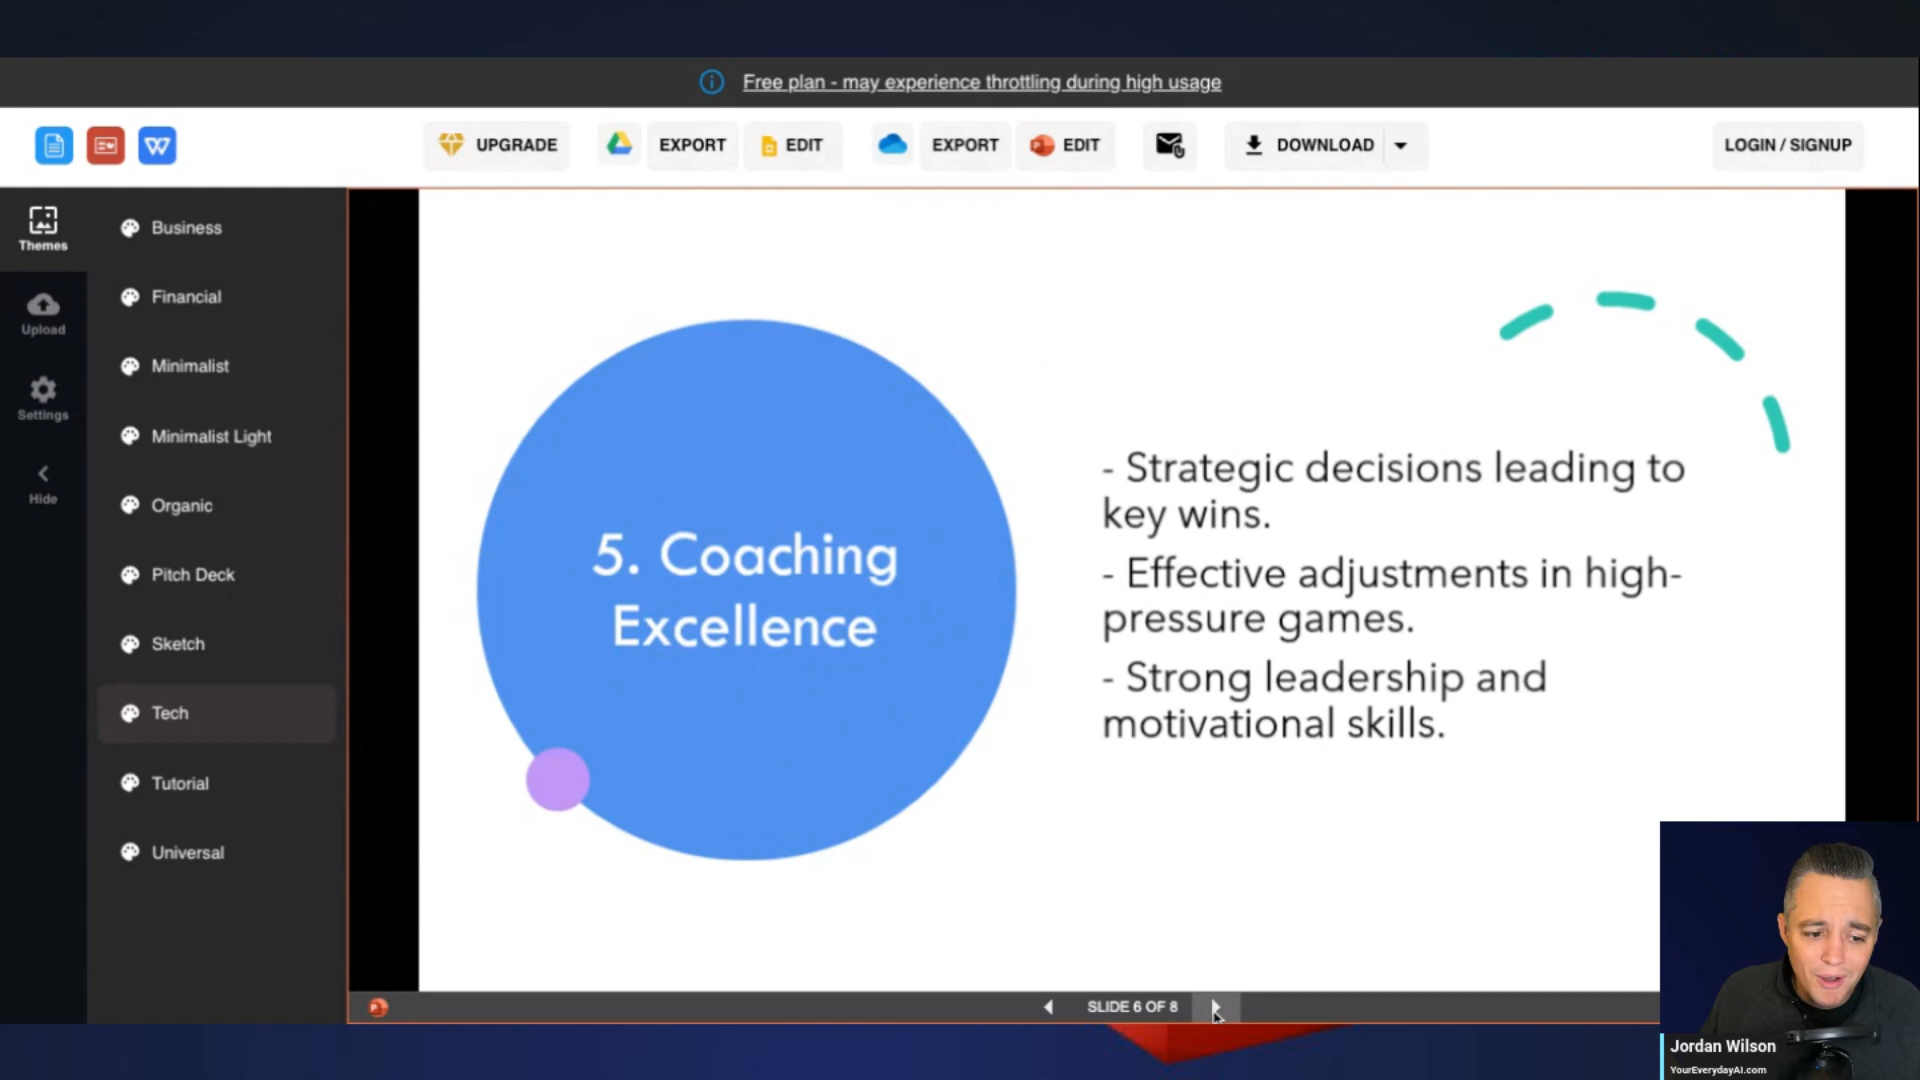 Free plan - may experience throttling during high usage
UPGRADE
EXPORT
EDIT
EXPORT
EDIT
DOWNLOAD
LOGIN / SIGNUP
Themes
Upload
Settings
Hide
Business
Financial
Minimalist
Minimalist Light
Organic
Pitch Deck
Sketch
Tech
Tutorial
Universal
5. Coaching
Excellence
- Strategic decisions leading to
key wins.
- Effective adjustments in high-
pressure games.
- Strong leadership and
motivational skills.
SLIDE 6 OF 8
Jordan Wilson
YourEverydayAI.com